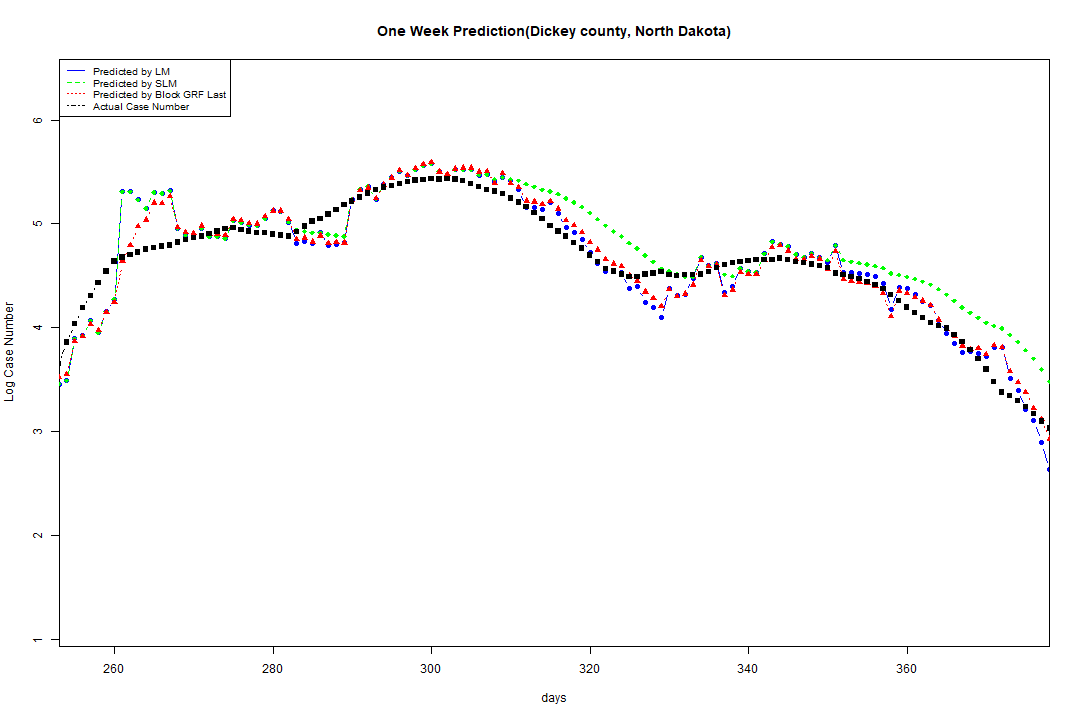 One Week Prediction(Dickey county, North Dakota)
Predicted by LM
Predicted by SLM
Predicted by Block GRF Last
Actual Case Number
6
5
4
3
2
1
Log Case Number
260 280 300 320 340 360
days